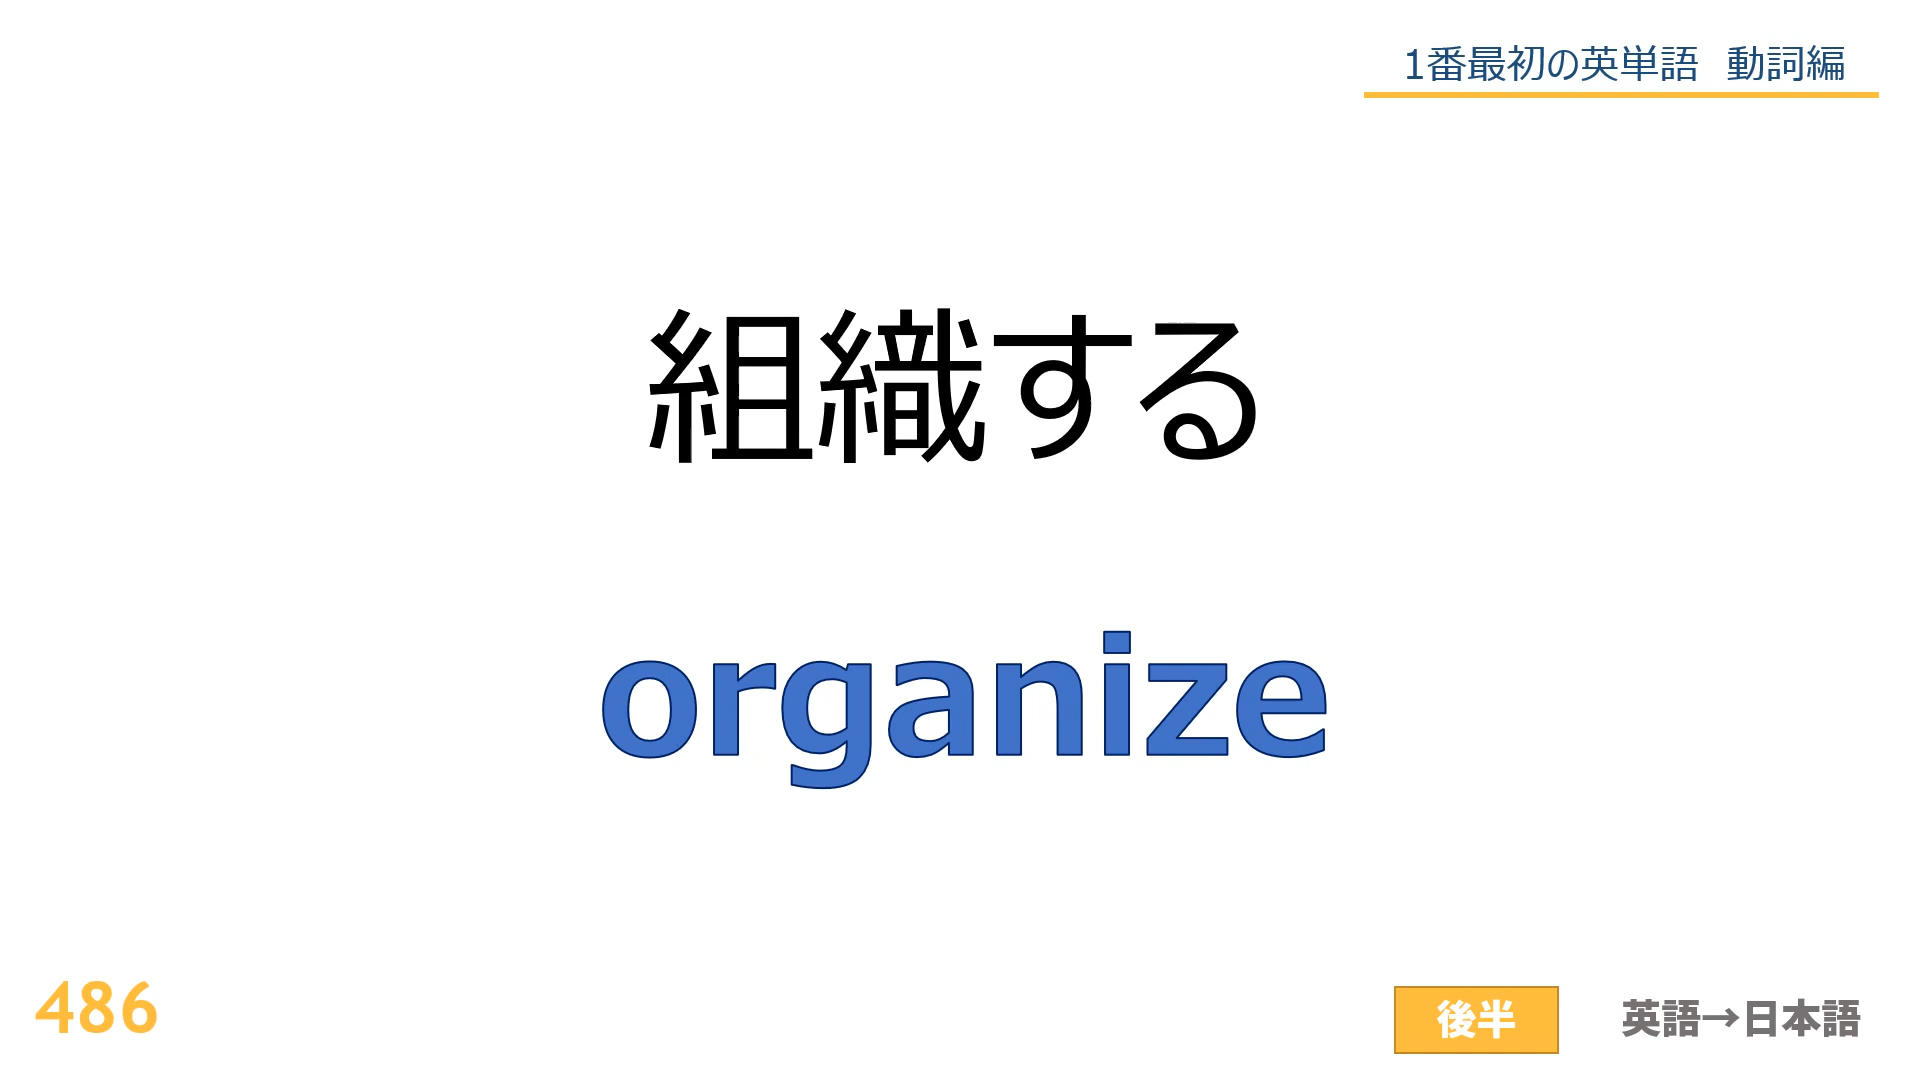 1番最初の英単語　動詞編
組織する
organize
486
後半
英語→日本語